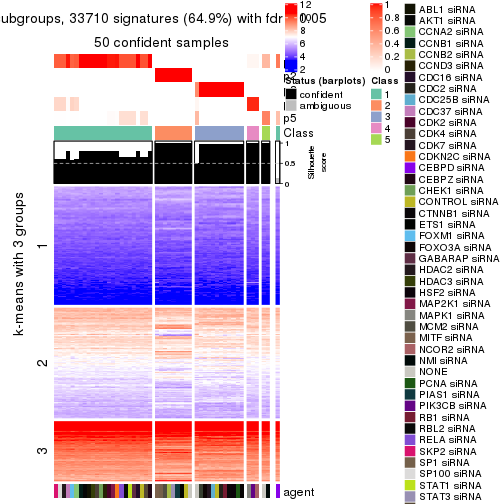 ubgroups, 33710 signatures (64.9%) with fdr < 0.05
50 confident samples
p5
Class
1
0.5
0
Silhouette
score
k-means with 3 groups
1
2
3
agent
12
10
8
6
4
2
Status (barplots)
confident
ambiguous
1
0.8
0.6
0.4
0.2
0
Class
1
2
3
4
5
ABL1 siRNA
AKT1 siRNA
CCNA2 siRNA
CCNB1 siRNA
CCNB2 siRNA
CCND3 siRNA
CDC16 siRNA
CDC2 siRNA
CDC25B siRNA
CDC37 siRNA
CDK2 siRNA
CDK4 siRNA
CDK7 siRNA
CDKN2C siRNA
CEBPD siRNA
CEBPZ siRNA
CHEK1 siRNA
CONTROL siRNA
CTNNB1 siRNA
ETS1 siRNA
FOXM1 siRNA
FOXO3A siRNA
GABARAP siRNA
HDAC2 siRNA
HDAC3 siRNA
HSF2 siRNA
MAP2K1 siRNA
MAPK1 siRNA
MCM2 siRNA
MITF siRNA
NCOR2 siRNA
NMI siRNA
NONE
PCNA siRNA
PIAS1 siRNA
PIK3CB siRNA
RB1 siRNA
RBL2 siRNA
RELA siRNA
SKP2 siRNA
SP1 siRNA
SP100 siRNA
STAT1 siRNA
STAT3 siRNA